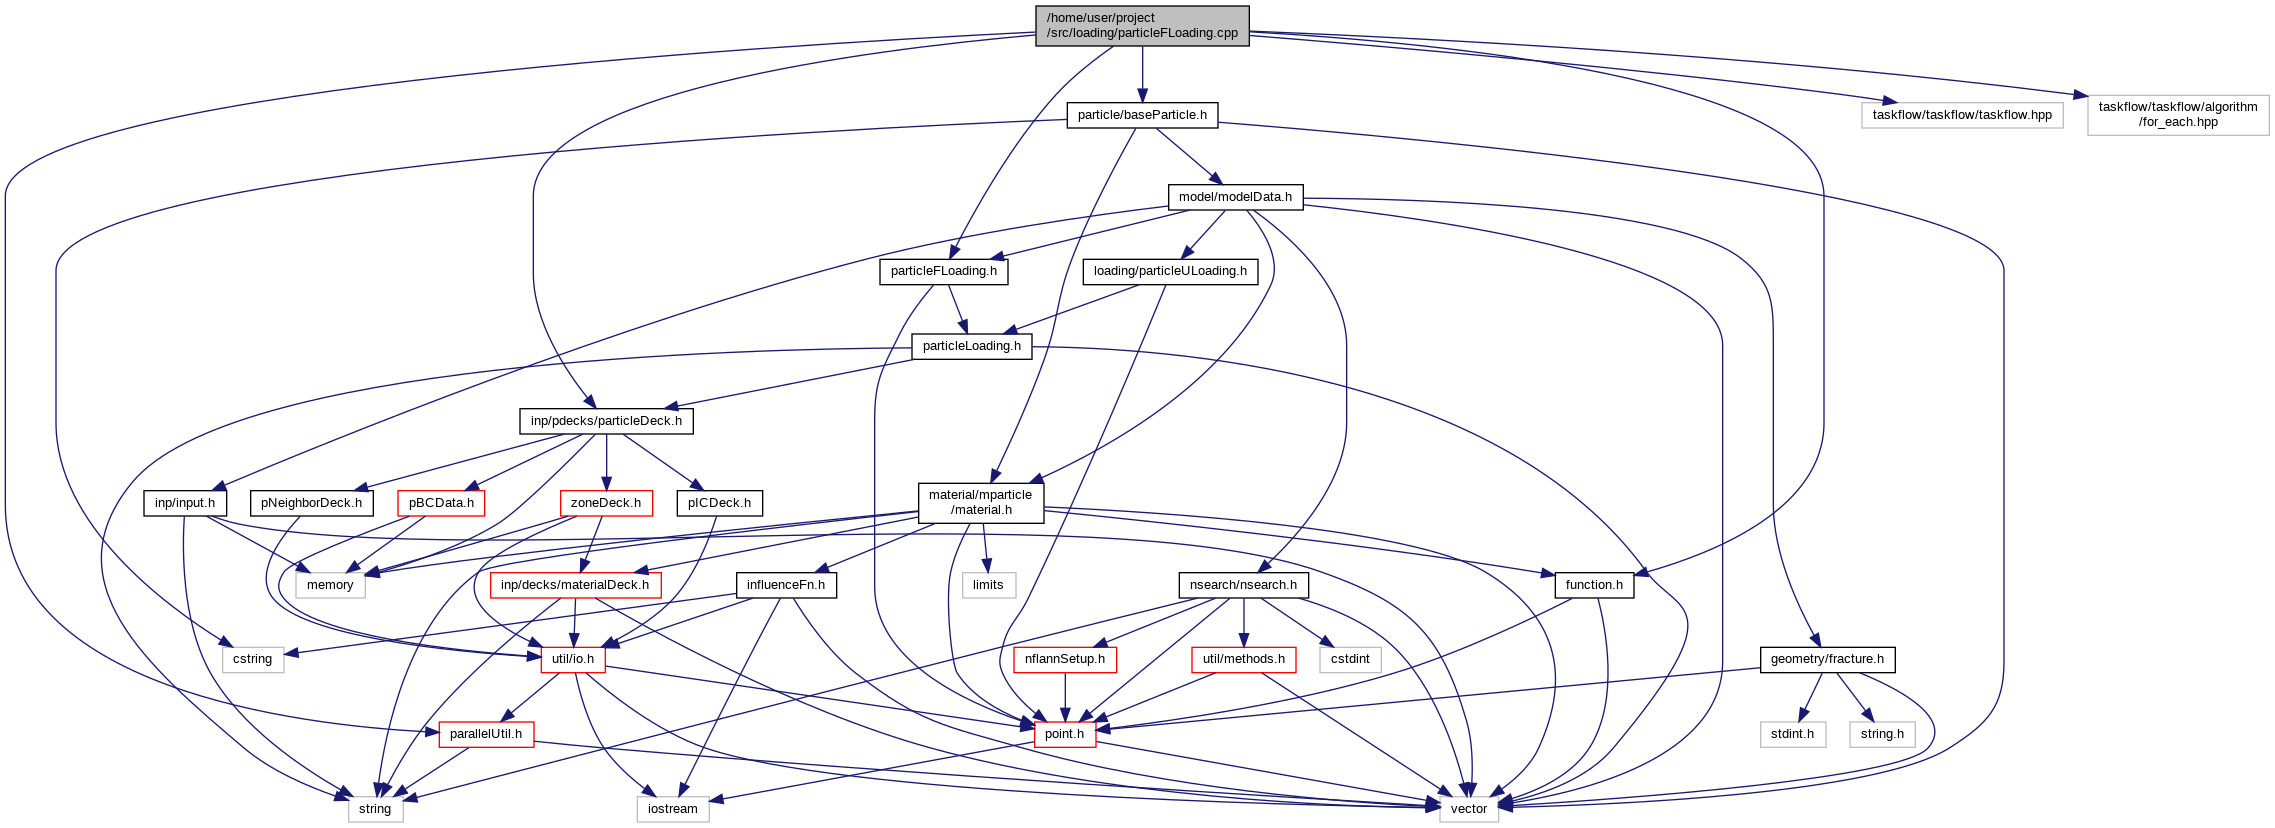 /home/user/project
/src/loading/particleFLoading.cpp
taskflow/taskflow/taskflow.hpp
taskflow/taskflow/algorithm
/for_each.hpp
particle/baseParticle.h
model/modelData.h
particleFLoading.h
loading/particleULoading.h
particleLoading.h
inp/pdecks/particleDeck.h
inp/input.h
pNeighborDeck.h
pBCData.h
zoneDeck.h
pICDeck.h
material/mparticle
/material.h
memory
inp/decks/materialDeck.h
influenceFn.h
limits
nsearch/nsearch.h
function.h
cstring
util/io.h
nflannSetup.h
util/methods.h
cstdint
geometry/fracture.h
parallelUtil.h
point.h
stdint.h
string.h
string
iostream
vector